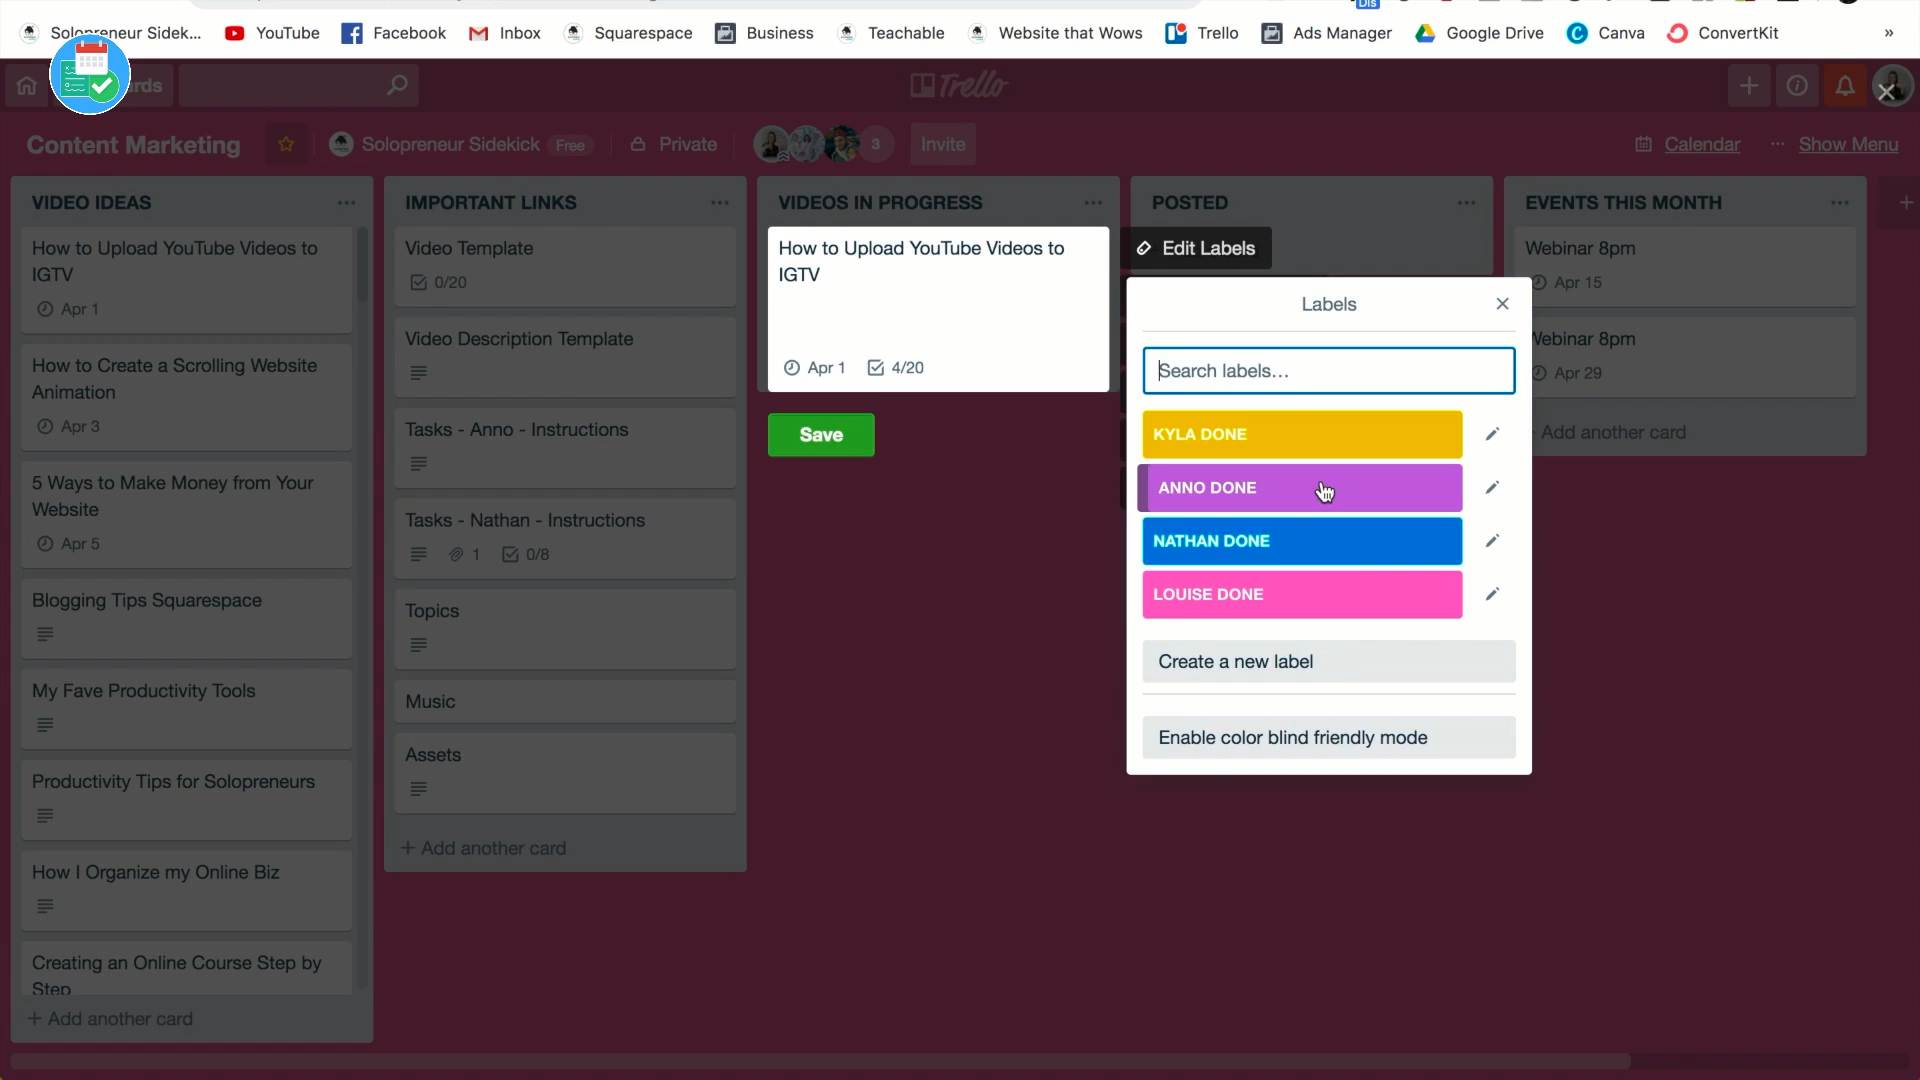 Dis
Solopreneur Sidek...
YouTube
Facebook
Inbox
Squarespace
Business
Teachable
Website that Wows
Trello
Ads Manager
Google Drive
Canva
ConvertKit
»
Trello
Content Marketing
Solopreneur Sidekick Free
Private
3
Invite
Calendar
Show Menu
VIDEO IDEAS
How to Upload YouTube Videos to
IGTV
Apr 1
How to Create a Scrolling Website
Animation
Apr 3
5 Ways to Make Money from Your
Website
Apr 5
Blogging Tips Squarespace
My Fave Productivity Tools
Productivity Tips for Solopreneurs
How I Organize my Online Biz
Creating an Online Course Step by
Step
+ Add another card
IMPORTANT LINKS
Video Template
0/20
Video Description Template
Tasks - Anno - Instructions
Tasks - Nathan - Instructions
1 0/8
Topics
Music
Assets
+ Add another card
VIDEOS IN PROGRESS
How to Upload YouTube Videos to
IGTV
Apr 1 4/20
Save
POSTED
Edit Labels
Labels
Search labels…
KYLA DONE
ANNO DONE
NATHAN DONE
LOUISE DONE
Create a new label
Enable color blind friendly mode
EVENTS THIS MONTH
Webinar 8pm
Apr 15
Webinar 8pm
Apr 29
Add another card